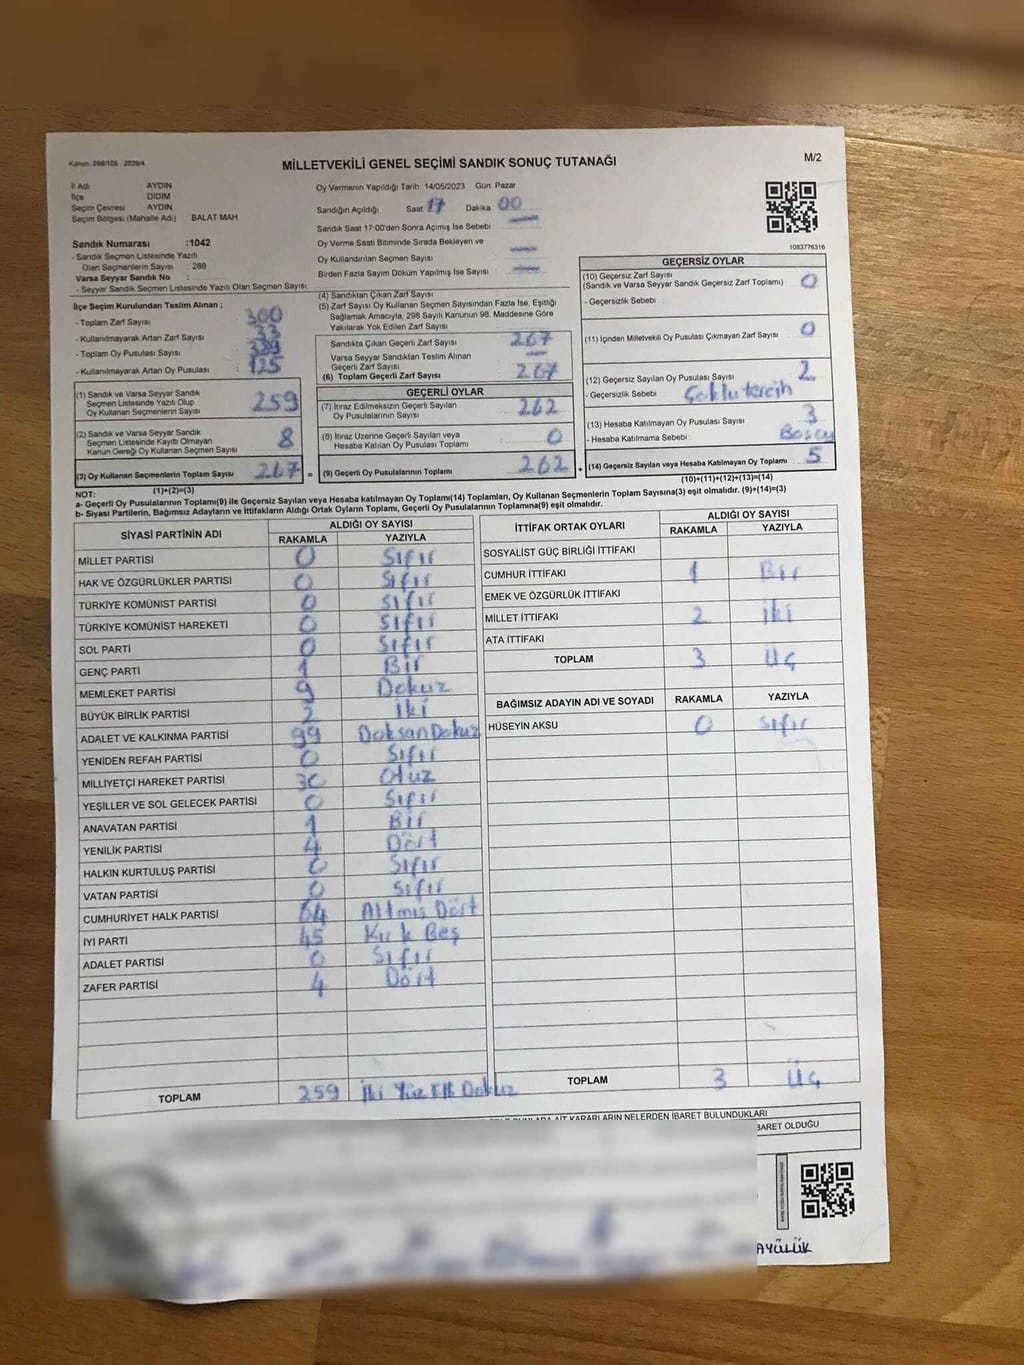 Kanun: 298/105 : 2839/4
MİLLETVEKİLİ GENEL SEÇİMİ SANDIK SONUÇ TUTANAĞI
M/2
İl Adı AYDIN
İlçe DİDİM
Seçim Çevresi AYDIN
Seçim Bölgesi (Mahalle Adı) BALAT MAH
Sandık Numarası :1042
- Sandık Seçmen Listesinde Yazılı
Olan Seçmenlerin Sayısı : 288
Varsa Seyyar Sandık No :
- Seyyar Sandık Seçmen Listesinde Yazılı Olan Seçmen Sayısı
Oy Vermenin Yapıldığı Tarih :14/05/2023 Gün Pazar
Sandığın Açıldığı Saat 17 Dakika 00
Sandık Saat 17:00'den Sonra Açımış İse Sebebi :
Oy Verme Saati Bitiminde Sırada Bekleyen ve
Oy Kullandırılan Seçmen Sayısı :
Birden Fazla Sayım Döküm Yapılmış İse Sayısı :
1083776316
İlçe Seçim Kurulundan Teslim Alınan ;
- Toplam Zarf Sayısı 300
- Kullanılmayarak Artan Zarf Sayısı 33
- Toplam Oy Pusulası Sayısı 389
- Kullanılmayarak Artan Oy Pusulası 125
(1) Sandık ve Varsa Seyyar Sandık
Seçmen Listesinde Yazılı Olup
Oy Kullanan Seçmenlerin Sayısı 259
(2) Sandık ve Varsa Seyyar Sandık
Seçmen Listesinde Kayıtlı Olmayan
Kanun Gereği Oy Kullanan Seçmen Sayısı 8
(3) Oy Kullanan Seçmenlerin Toplam Sayısı 267 =
(1)+(2)=(3)
(4) Sandıktan Çıkan Zarf Sayısı :
(5) Zarf Sayısı Oy Kullanan Seçmen Sayısından Fazla İse, Eşitliği
Sağlamak Amacıyla, 298 Sayılı Kanunun 98. Maddesine Göre
Yakılarak Yok Edilen Zarf Sayısı :
Sandıkta Çıkan Geçerli Zarf Sayısı 267
Varsa Seyyar Sandıktan Teslim Alınan
Geçerli Zarf Sayısı
(6) Toplam Geçerli Zarf Sayısı 267
GEÇERLİ OYLAR
(7) İtiraz Edilmeksizin Geçerli Sayılan
Oy Pusulalarının Sayısı 262
(8) İtiraz Üzerine Geçerli Sayılan veya
Hesaba Katılan Oy Pusulası Toplamı 0
(9) Geçerli Oy Pusulalarının Toplamı 262 +
GEÇERSİZ OYLAR
(10) Geçersiz Zarf Sayısı
(Sandık ve Varsa Seyyar Sandık Geçersiz Zarf Toplamı) 0
- Geçersizlik Sebebi :
(11) İçinden Milletvekili Oy Pusulası Çıkmayan Zarf Sayısı 0
(12) Geçersiz Sayılan Oy Pusulası Sayısı 2
- Geçersizlik Sebebi : Çoklu tercih
(13) Hesaba Katılmayan Oy Pusulası Sayısı 3
- Hesaba Katılmama Sebebi :
(14) Geçersiz Sayılan veya Hesaba Katılmayan Oy Toplamı 5
(10)+(11)+(12)+(13)=(14)
NOT:
a- Geçerli Oy Pusulalarının Toplamı(9) ile Geçersiz Sayılan veya Hesaba katılmayan Oy Toplamı(14) Toplamları, Oy Kullanan Seçmenlerin Toplam Sayısına(3) eşit olmalıdır. (9)+(14)=(3)
b- Siyasi Partilerin, Bağımsız Adayların ve İttifakların Aldığı Ortak Oyların Toplamı, Geçerli Oy Pusulalarının Toplamına(9) eşit olmalıdır.
SİYASİ PARTİNİN ADI ALDIĞI OY SAYISI
RAKAMLA YAZIYLA
MİLLET PARTİSİ 0 Sıfır
HAK VE ÖZGÜRLÜKLER PARTİSİ 0 Sıfır
TÜRKİYE KOMÜNİST PARTİSİ 0 Sıfır
TÜRKİYE KOMÜNİST HAREKETİ 0 Sıfır
SOL PARTİ 0 Sıfır
GENÇ PARTİ 1 Bir
MEMLEKET PARTİSİ 9 Dokuz
BÜYÜK BİRLİK PARTİSİ 2 İki
ADALET VE KALKINMA PARTİSİ 99 Doksan Dokuz
YENİDEN REFAH PARTİSİ 0 Sıfır
MİLLİYETÇİ HAREKET PARTİSİ 30 Otuz
YEŞİLLER VE SOL GELECEK PARTİSİ 0 Sıfır
ANAVATAN PARTİSİ 1 Bir
YENİLİK PARTİSİ 4 Dört
HALKIN KURTULUŞ PARTİSİ 0 Sıfır
VATAN PARTİSİ 0 Sıfır
CUMHURİYET HALK PARTİSİ 64 Altmış Dört
İYİ PARTİ 45 Kırk Beş
ADALET PARTİSİ 0 Sıfır
ZAFER PARTİSİ 4 Dört
TOPLAM 259 İki Yüz Elli Dokuz
İTTİFAK ORTAK OYLARI ALDIĞI OY SAYISI
RAKAMLA YAZIYLA
SOSYALİST GÜÇ BİRLİĞİ İTTİFAKI
CUMHUR İTTİFAKI 1 Bir
EMEK VE ÖZGÜRLÜK İTTİFAKI
MİLLET İTTİFAKI 2 İki
ATA İTTİFAKI
TOPLAM 3 Üç
BAĞIMSIZ ADAYIN ADI VE SOYADI RAKAMLA YAZIYLA
HÜSEYİN AKSU 0 Sıfır
TOPLAM 3 Üç
AİT KARARLARIN NELERDEN İBARET BULUNDUKLARI
BARET OLDUĞU
AYÜLÜK